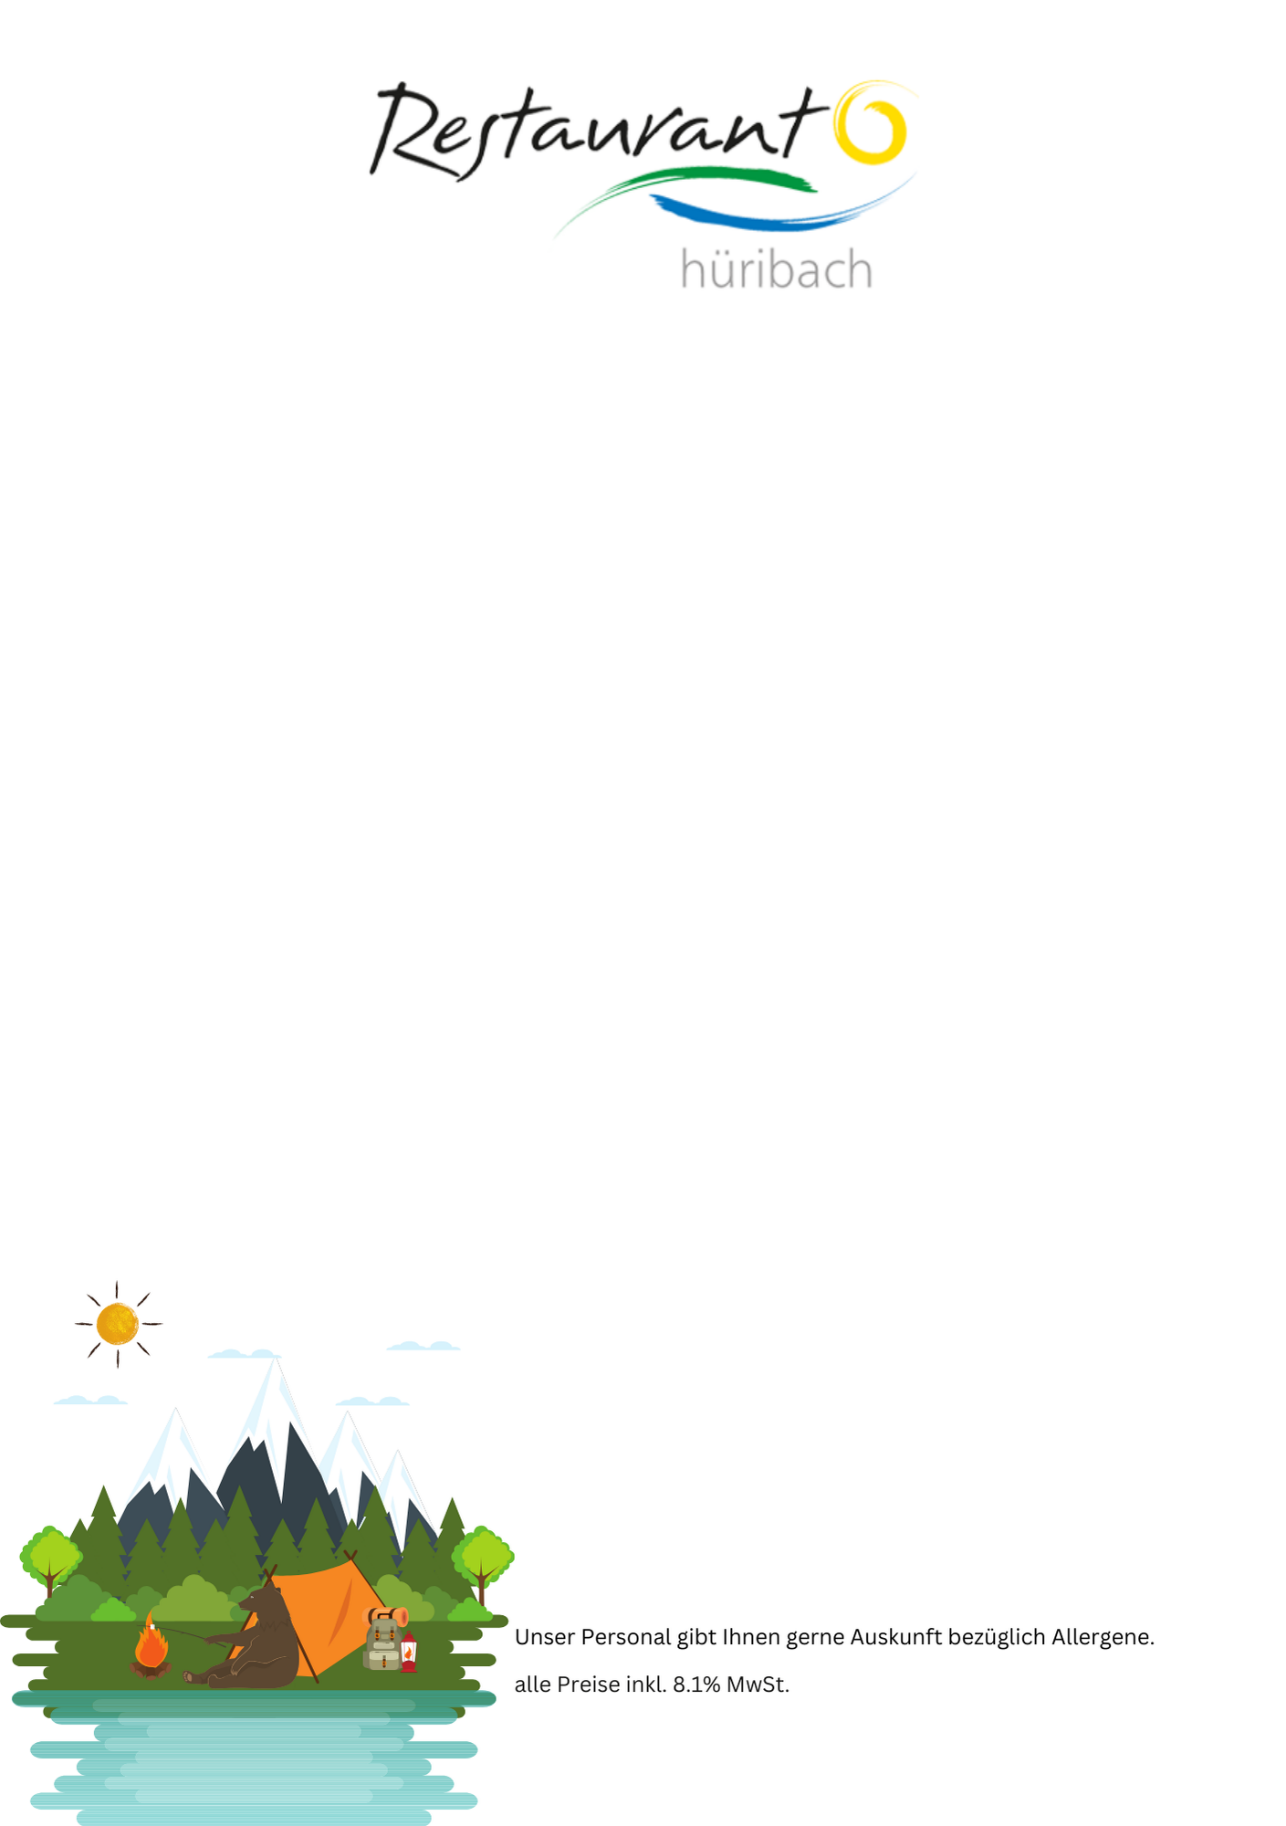 Restaurant
hüribach
Unser Personal gibt Ihnen gerne Auskunft bezüglich Allergene.
alle Preise inkl. 8.1% MwSt.